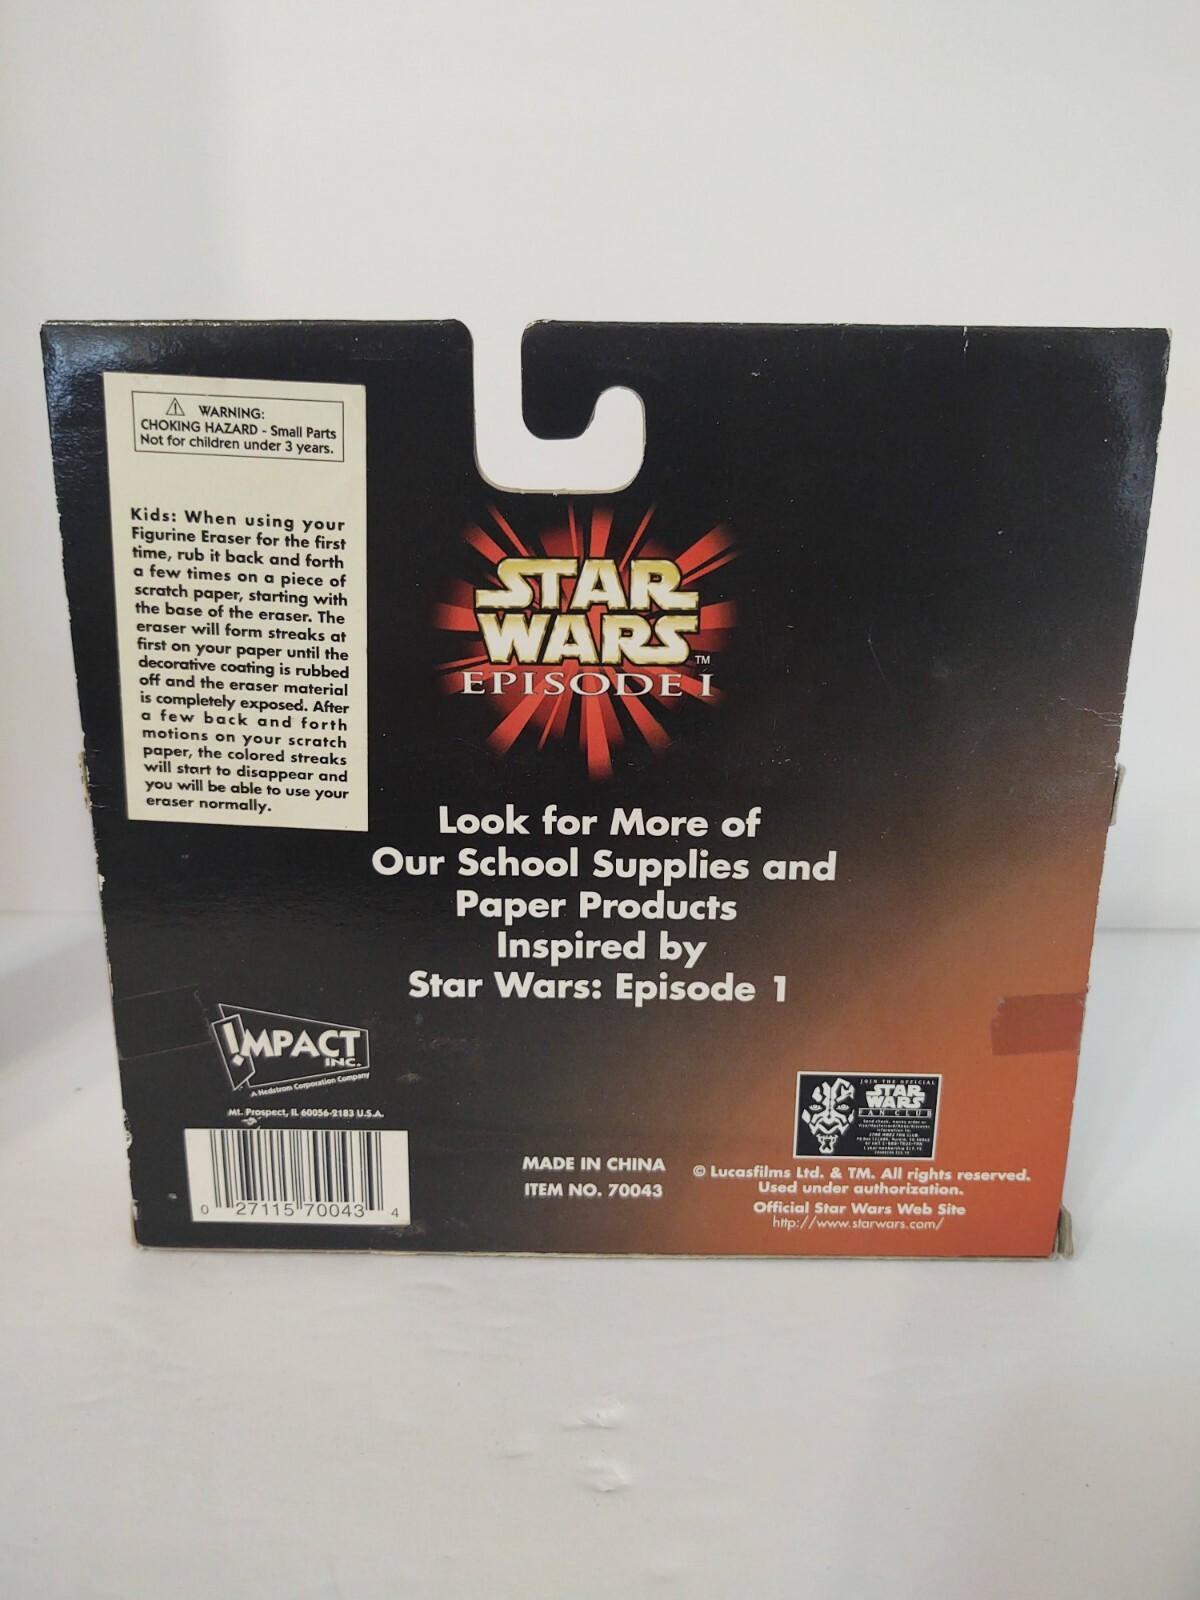 WARNING:
CHOKING HAZARD - Small Parts
Not for children under 3 years.
Kids: When using your
Figurine Eraser for the first
time, rub it back and forth
a few times on a piece of
scratch paper, starting with
the base of the eraser. The
eraser will form streaks at
first on your paper until the
decorative coating is rubbed
off and the eraser material
is completely exposed. After
a few back and forth
motions on your scratch
paper, the colored streaks
will start to disappear and
you will be able to use your
eraser normally.
STAR
WARS TM
EPISODE I
Look for More of
Our School Supplies and
Paper Products
Inspired by
Star Wars: Episode 1
!MPACT
INC.
A Hedstrom Corporation Company
Mt. Prospect, IL 60056-2183 U.S.A.
0 27115 70043 4
MADE IN CHINA
ITEM NO. 70043
JOIN THE OFFICIAL
STAR
WARS
FAN CLUB
© Lucasfilms Ltd. & TM. All rights reserved.
Used under authorization.
Official Star Wars Web Site
http://www.starwars.com/